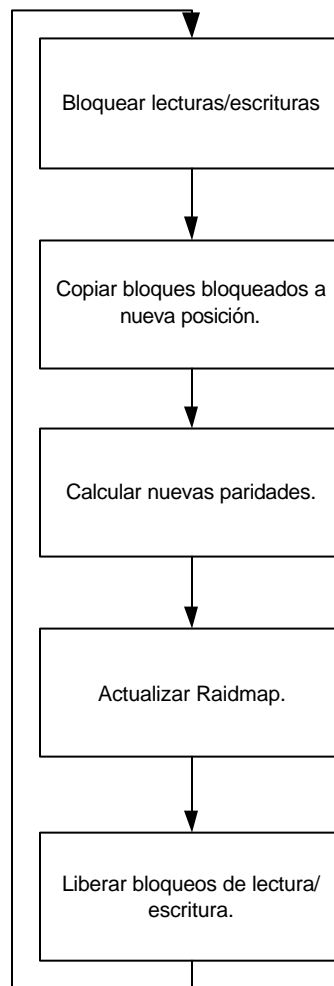 Bloquear lecturas/escrituras
Copiar bloques bloqueados a
nueva posición.
Calcular nuevas paridades.
Actualizar Raidmap.
Liberar bloqueos de lectura/
escritura.